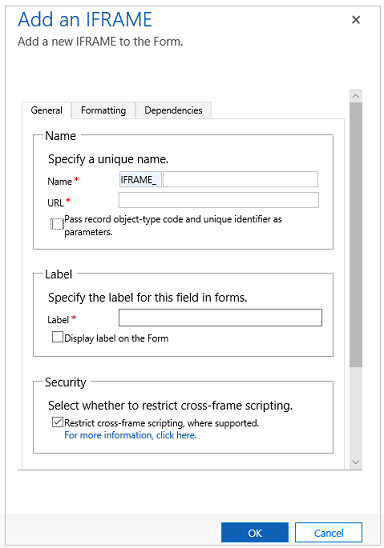 Add an IFRAME
Add a new IFRAME to the Form.
General Formatting Dependencies
Name
Specify a unique name.
Name * IFRAME_
URL *
Pass record object-type code and unique identifier as
parameters.
Label
Specify the label for this field in forms.
Label *
Display label on the Form
Security
Select whether to restrict cross-frame scripting.
Restrict cross-frame scripting, where supported.
For more information, click here.
OK Cancel